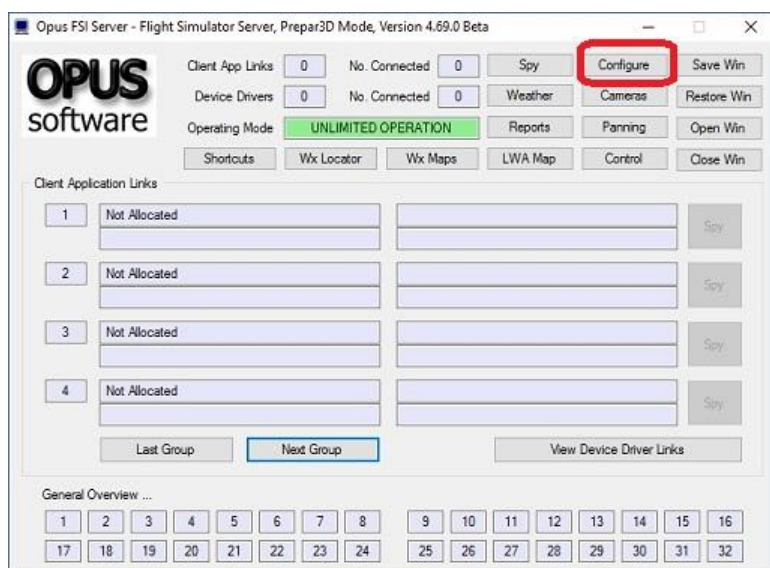 Opus FSI Server - Flight Simulator Server, Prepar3D Mode, Version 4.69.0 Beta
OPUS
software
Client App Links 0 No. Connected 0 Spy Configure Save Win
Device Drivers 0 No. Connected 0 Weather Cameras Restore Win
Operating Mode UNLIMITED OPERATION Reports Panning Open Win
Shortcuts Wx Locator Wx Maps LWA Map Control Close Win
Client Application Links
1 Not Allocated Spy
2 Not Allocated Spy
3 Not Allocated Spy
4 Not Allocated Spy
Last Group Next Group View Device Driver Links
General Overview ...
1 2 3 4 5 6 7 8 9 10 11 12 13 14 15 16
17 18 19 20 21 22 23 24 25 26 27 28 29 30 31 32